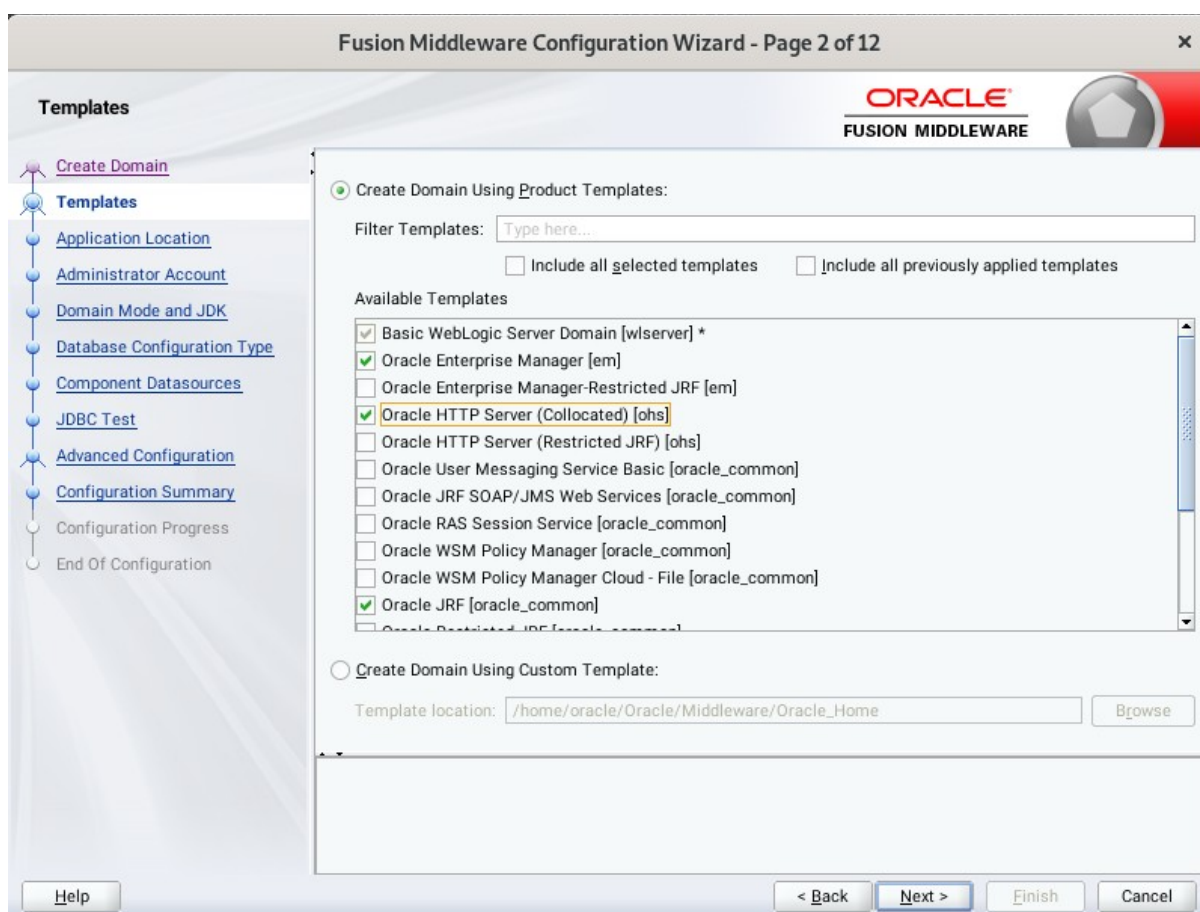 Fusion Middleware Configuration Wizard - Page 2 of 12
Templates
ORACLE
FUSION MIDDLEWARE
Create Domain
Templates
Application Location
Administrator Account
Domain Mode and JDK
Database Configuration Type
Component Datasources
JDBC Test
Advanced Configuration
Configuration Summary
Configuration Progress
End Of Configuration
Create Domain Using Product Templates:
Filter Templates: Type here...
Include all selected templates Include all previously applied templates
Available Templates
Basic WebLogic Server Domain [wlserver] *
Oracle Enterprise Manager [em]
Oracle Enterprise Manager-Restricted JRF [em]
Oracle HTTP Server (Collocated) [ohs]
Oracle HTTP Server (Restricted JRF) [ohs]
Oracle User Messaging Service Basic [oracle_common]
Oracle JRF SOAP/JMS Web Services [oracle_common]
Oracle RAS Session Service [oracle_common]
Oracle WSM Policy Manager [oracle_common]
Oracle WSM Policy Manager Cloud - File [oracle_common]
Oracle JRF [oracle_common]
Oracle Restricted JRF [oracle_common]
Create Domain Using Custom Template:
Template location: /home/oracle/Oracle/Middleware/Oracle_Home Browse
Help < Back Next > Finish Cancel